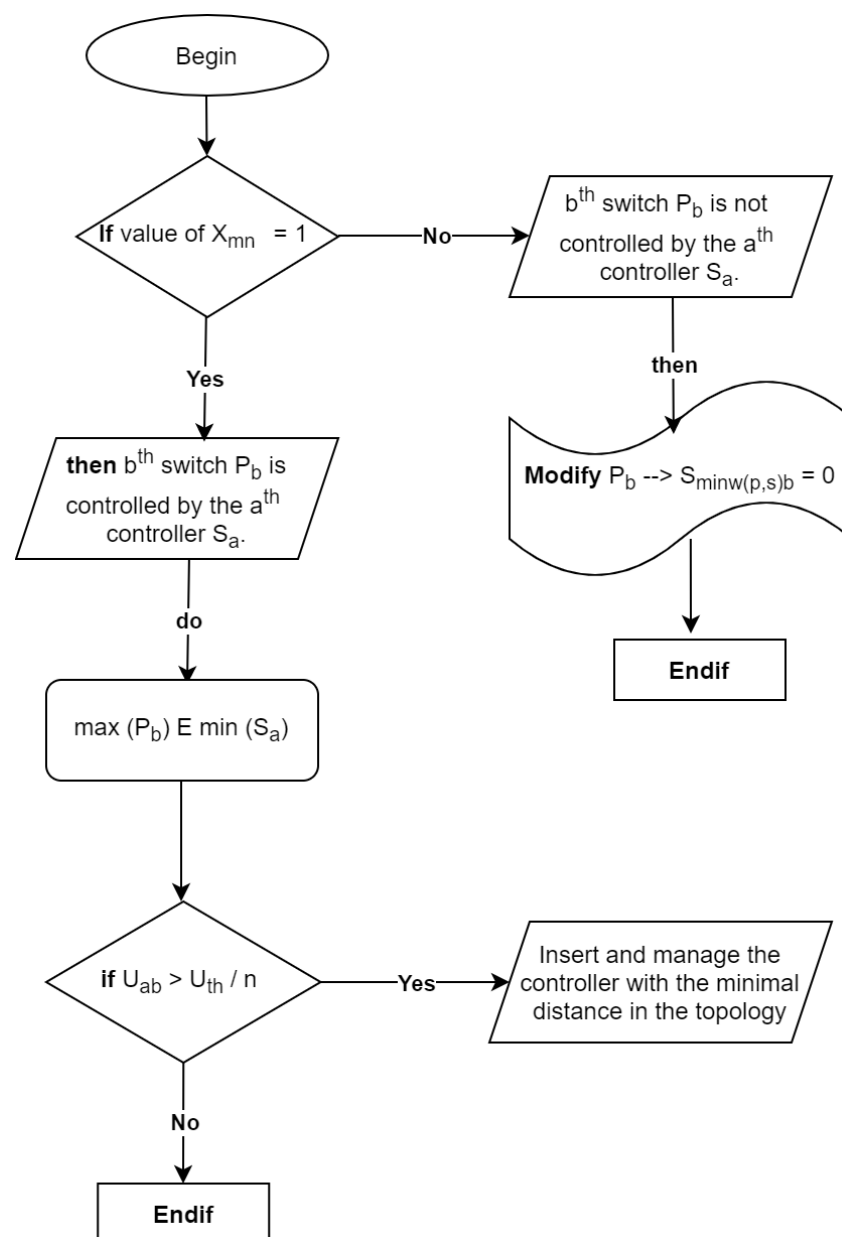 Begin
If value of Xmn = 1
No
bth switch Pb is not
controlled by the ath
controller Sa.
then
Yes
then bth switch Pb is
controlled by the ath
controller Sa.
Modify Pb --> Sminw(p,s)b = 0
do
Endif
max (Pb) E min (Sa)
if Uab > Uth / n
Yes
Insert and manage the
controller with the minimal
distance in the topology
No
Endif